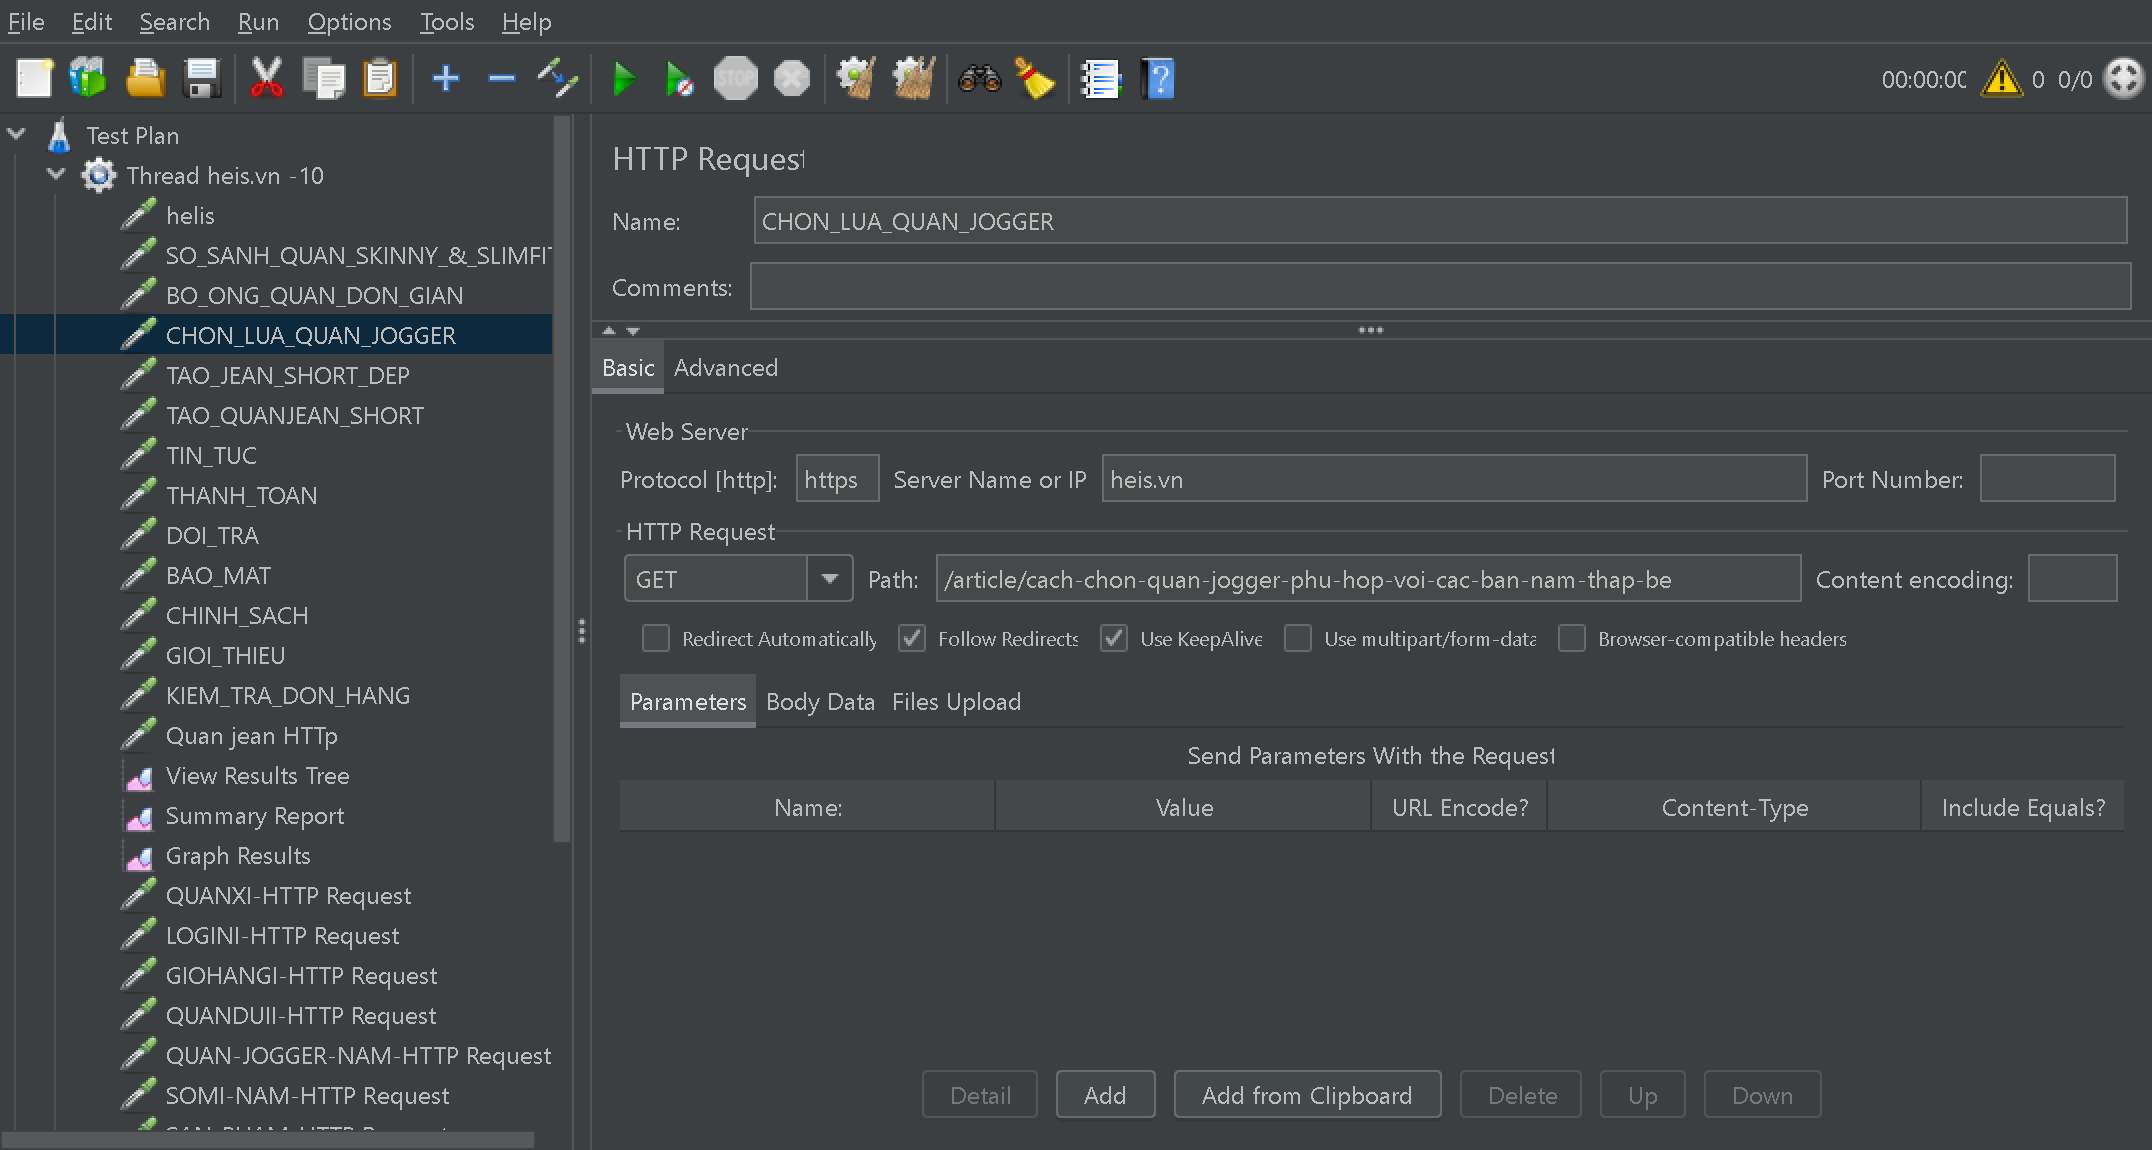 File Edit Search Run Options Tools Help
STOP
00:00:00 0 0/0
Test Plan
Thread heis.vn -10
helis
SO_SANH_QUAN_SKINNY_&_SLIMFIT
BO_ONG_QUAN_DON_GIAN
CHON_LUA_QUAN_JOGGER
TAO_JEAN_SHORT_DEP
TAO_QUANJEAN_SHORT
TIN_TUC
THANH_TOAN
DOI_TRA
BAO_MAT
CHINH_SACH
GIOI_THIEU
KIEM_TRA_DON_HANG
Quan jean HTTp
View Results Tree
Summary Report
Graph Results
QUANXI-HTTP Request
LOGINI-HTTP Request
GIOHANGI-HTTP Request
QUANDUII-HTTP Request
QUAN-JOGGER-NAM-HTTP Request
SOMI-NAM-HTTP Request
HTTP Request
Name: CHON_LUA_QUAN_JOGGER
Comments:
Basic Advanced
Web Server
Protocol [http]: https Server Name or IP heis.vn Port Number:
HTTP Request
GET Path: /article/cach-chon-quan-jogger-phu-hop-voi-cac-ban-nam-thap-be Content encoding:
Redirect Automatically Follow Redirects Use KeepAlive Use multipart/form-data Browser-compatible headers
Parameters Body Data Files Upload
Send Parameters With the Request
Name: Value URL Encode? Content-Type Include Equals?
Detail Add Add from Clipboard Delete Up Down